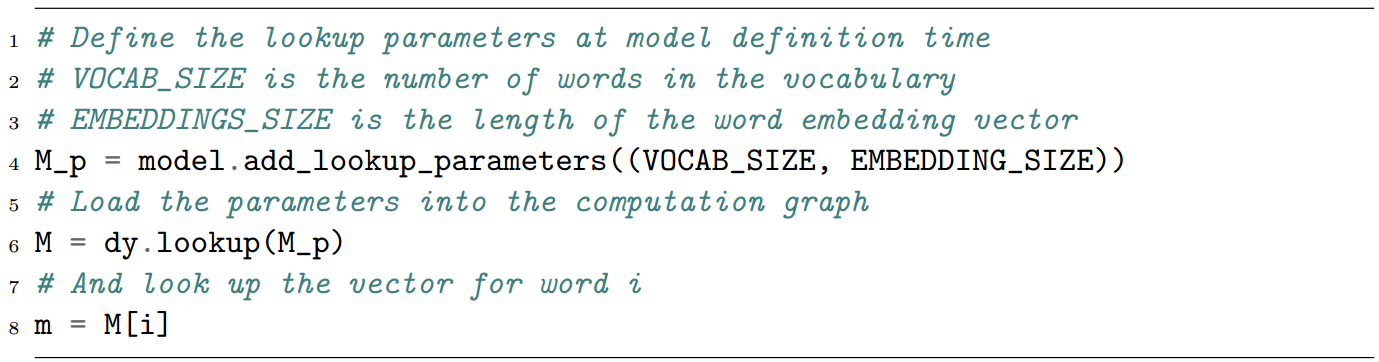 1 # Define the lookup parameters at model definition time
2 # VOCAB_SIZE is the number of words in the vocabulary
3 # EMBEDDINGS_SIZE is the length of the word embedding vector
4 M_p = model.add_lookup_parameters((VOCAB_SIZE, EMBEDDING_SIZE))
5 # Load the parameters into the computation graph
6 M = dy.lookup(M_p)
7 # And look up the vector for word i
8 m = M[i]